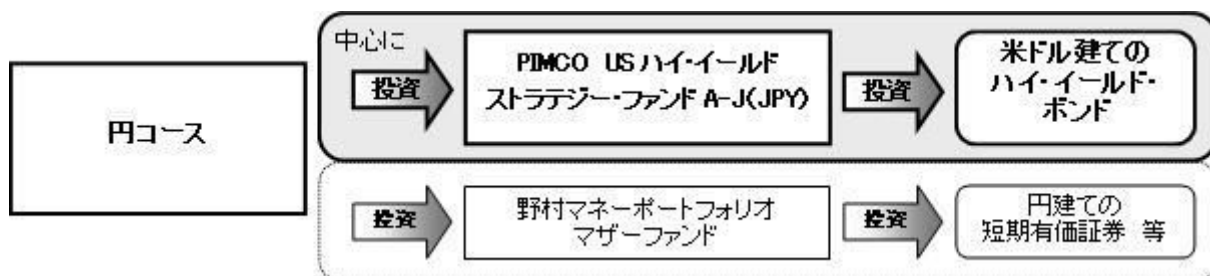 円コース
中心に
投資
PIMCO USハイ・イールド
ストラテジー・ファンド A-J(JPY)
投資
米ドル建ての
ハイ・イールド・
ボンド
投資
野村マネーポートフォリオ
マザーファンド
投資
円建ての
短期有価証券 等